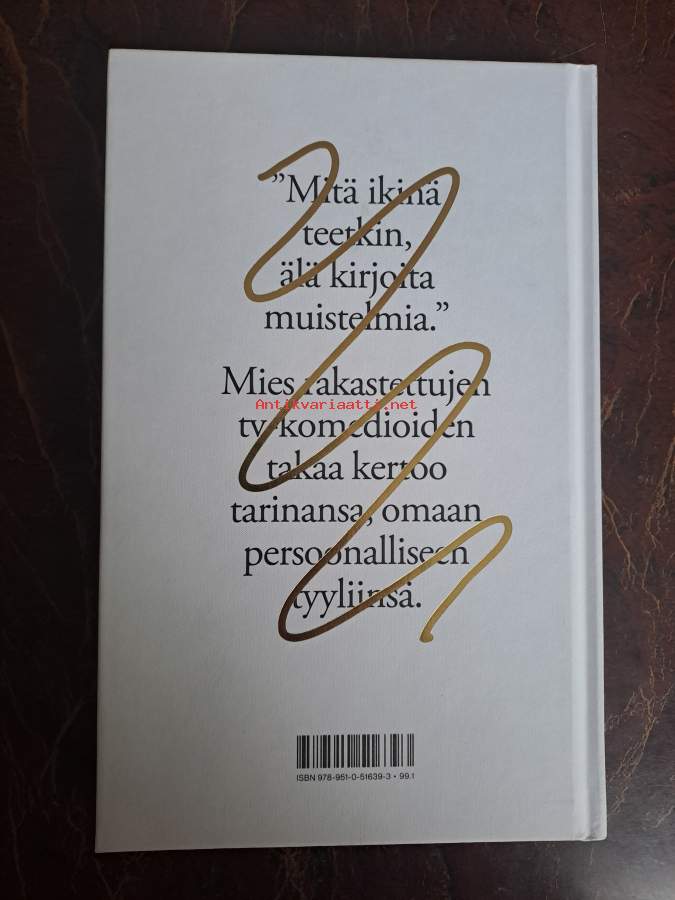 ”Mitä ikinä
teetkin,
älä kirjoita
muistelmia.”
Mies rakastettujen
Antikvariaatti.net
tv-komedioiden
takaa kertoo
tarinansa, omaan
persoonalliseen
tyyliinsä.
ISBN 978-951-0-51639-3 • 99.1